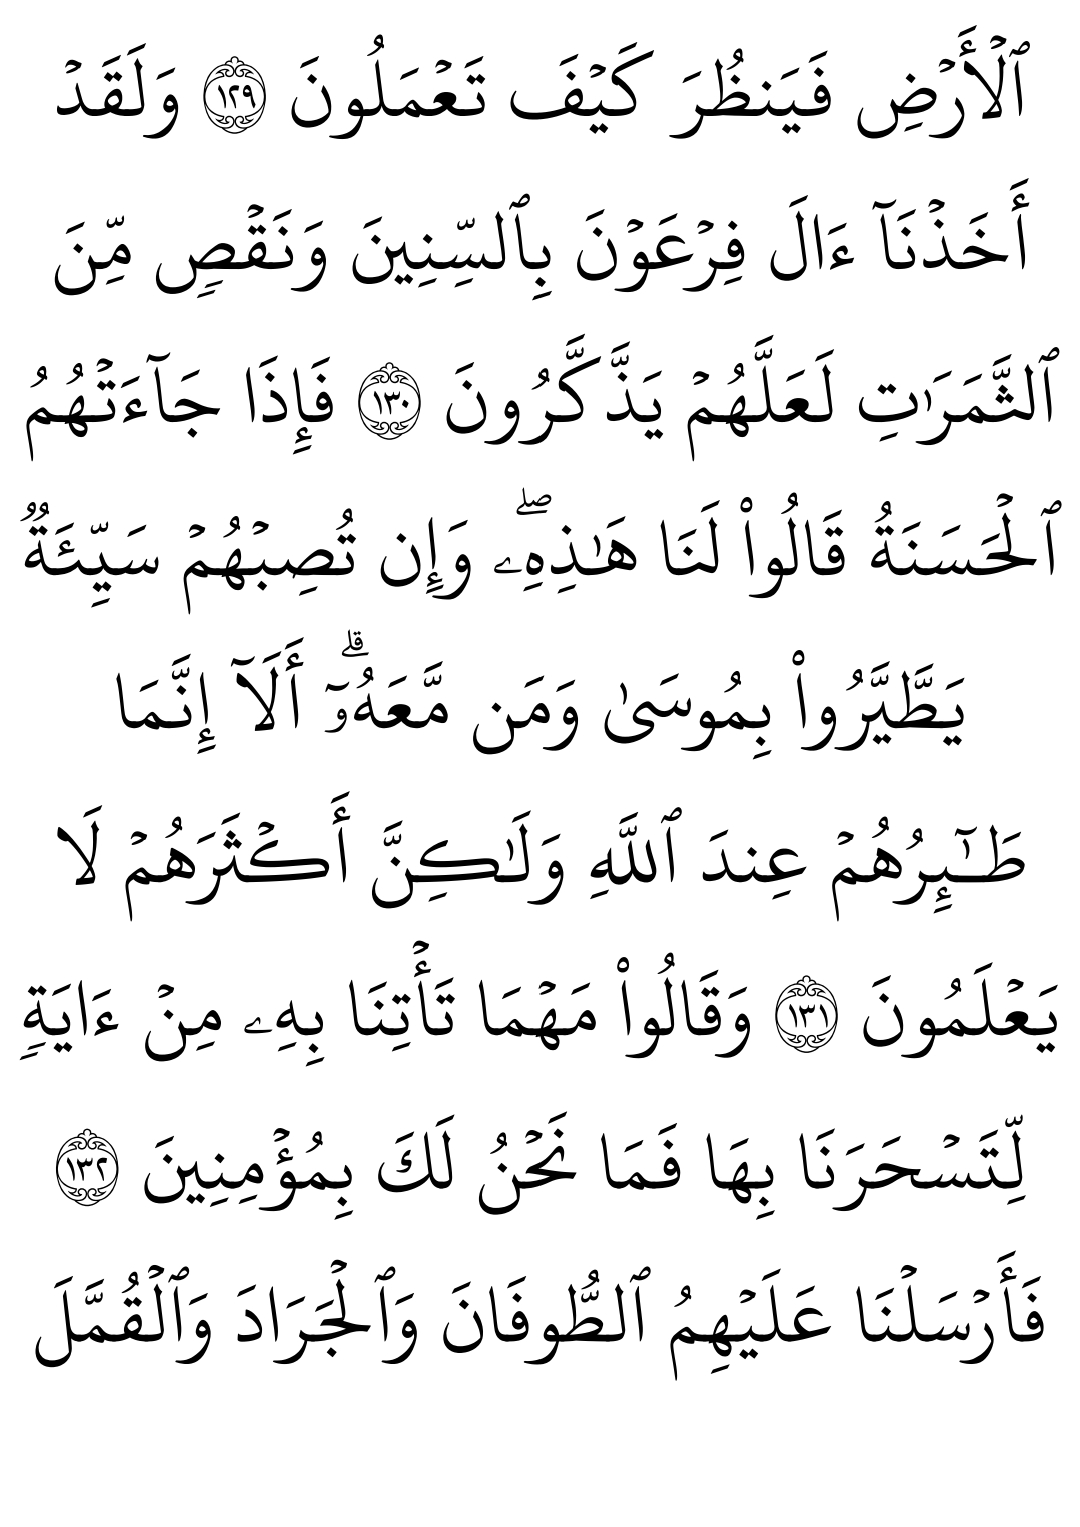 ٱلۡأَرۡضِ فَيَنظُرَ كَيۡفَ تَعۡمَلُونَ ١٢٩ وَلَقَدۡ
أَخَذۡنَآ ءَالَ فِرۡعَوۡنَ بِٱلسِّنِينَ وَنَقۡصٖ مِّنَ
ٱلثَّمَرَٰتِ لَعَلَّهُمۡ يَذَّكَّرُونَ ١٣٠ فَإِذَا جَآءَتۡهُمُ
ٱلۡحَسَنَةُ قَالُواْ لَنَا هَٰذِهِۦۖ وَإِن تُصِبۡهُمۡ سَيِّئَةٞ
يَطَّيَّرُواْ بِمُوسَىٰ وَمَن مَّعَهُۥٓۗ أَلَآ إِنَّمَا
طَٰٓئِرُهُمۡ عِندَ ٱللَّهِ وَلَٰكِنَّ أَكۡثَرَهُمۡ لَا
يَعۡلَمُونَ ١٣١ وَقَالُواْ مَهۡمَا تَأۡتِنَا بِهِۦ مِنۡ ءَايَةٖ
لِّتَسۡحَرَنَا بِهَا فَمَا نَحۡنُ لَكَ بِمُؤۡمِنِينَ ١٣٢
فَأَرۡسَلۡنَا عَلَيۡهِمُ ٱلطُّوفَانَ وَٱلۡجَرَادَ وَٱلۡقُمَّلَ